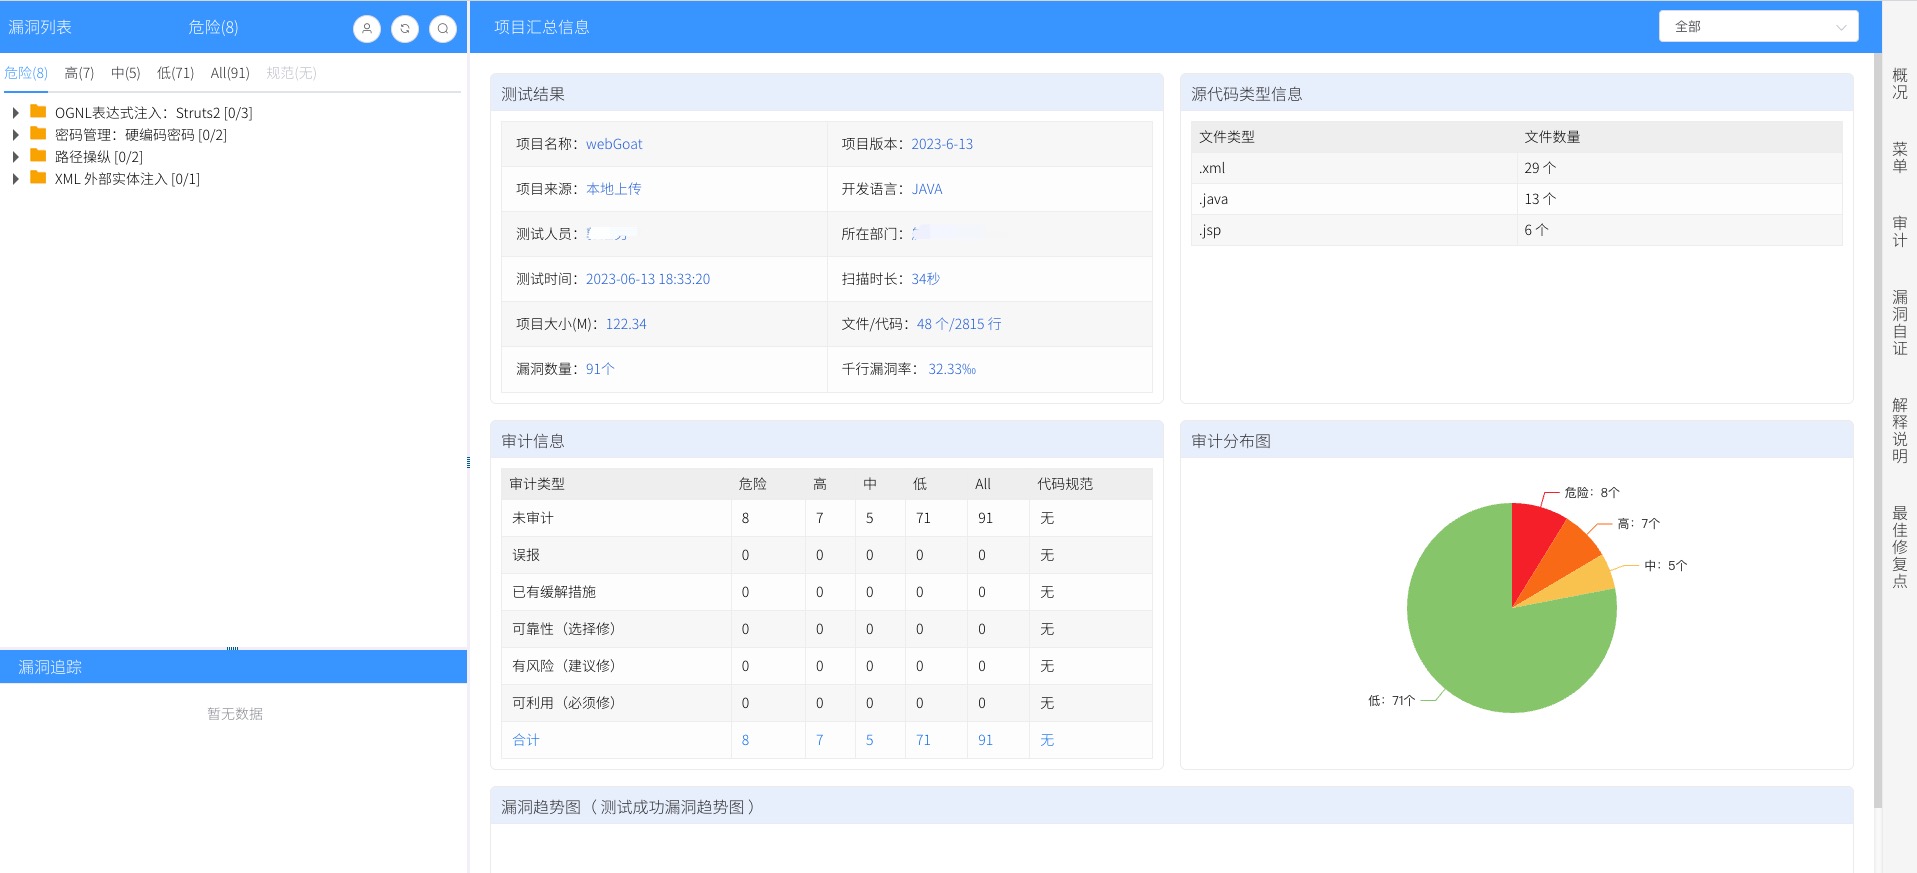 漏洞列表 危险(8)
危险(8) 高(7) 中(5) 低(71) All(91) 规范(无)
OGNL表达式注入：Struts2 [0/3]
密码管理：硬编码密码 [0/2]
路径操纵 [0/2]
XML 外部实体注入 [0/1]
漏洞追踪
暂无数据
项目汇总信息 全部
测试结果
项目名称：webGoat 项目版本：2023-6-13
项目来源：本地上传 开发语言：JAVA
测试人员： 所在部门：
测试时间：2023-06-13 18:33:20 扫描时长：34秒
项目大小(M)：122.34 文件/代码：48 个/2815 行
漏洞数量：91个 千行漏洞率：32.33‰
源代码类型信息
文件类型 文件数量
.xml 29 个
.java 13 个
.jsp 6 个
审计信息
审计类型 危险 高 中 低 All 代码规范
未审计 8 7 5 71 91 无
误报 0 0 0 0 0 无
已有缓解措施 0 0 0 0 0 无
可靠性（选择修） 0 0 0 0 0 无
有风险（建议修） 0 0 0 0 0 无
可利用（必须修） 0 0 0 0 0 无
合计 8 7 5 71 91 无
审计分布图
危险：8个
高：7个
中：5个
低：71个
漏洞趋势图（测试成功漏洞趋势图）
概况
菜单
审计
漏洞自证
解释说明
最佳修复点